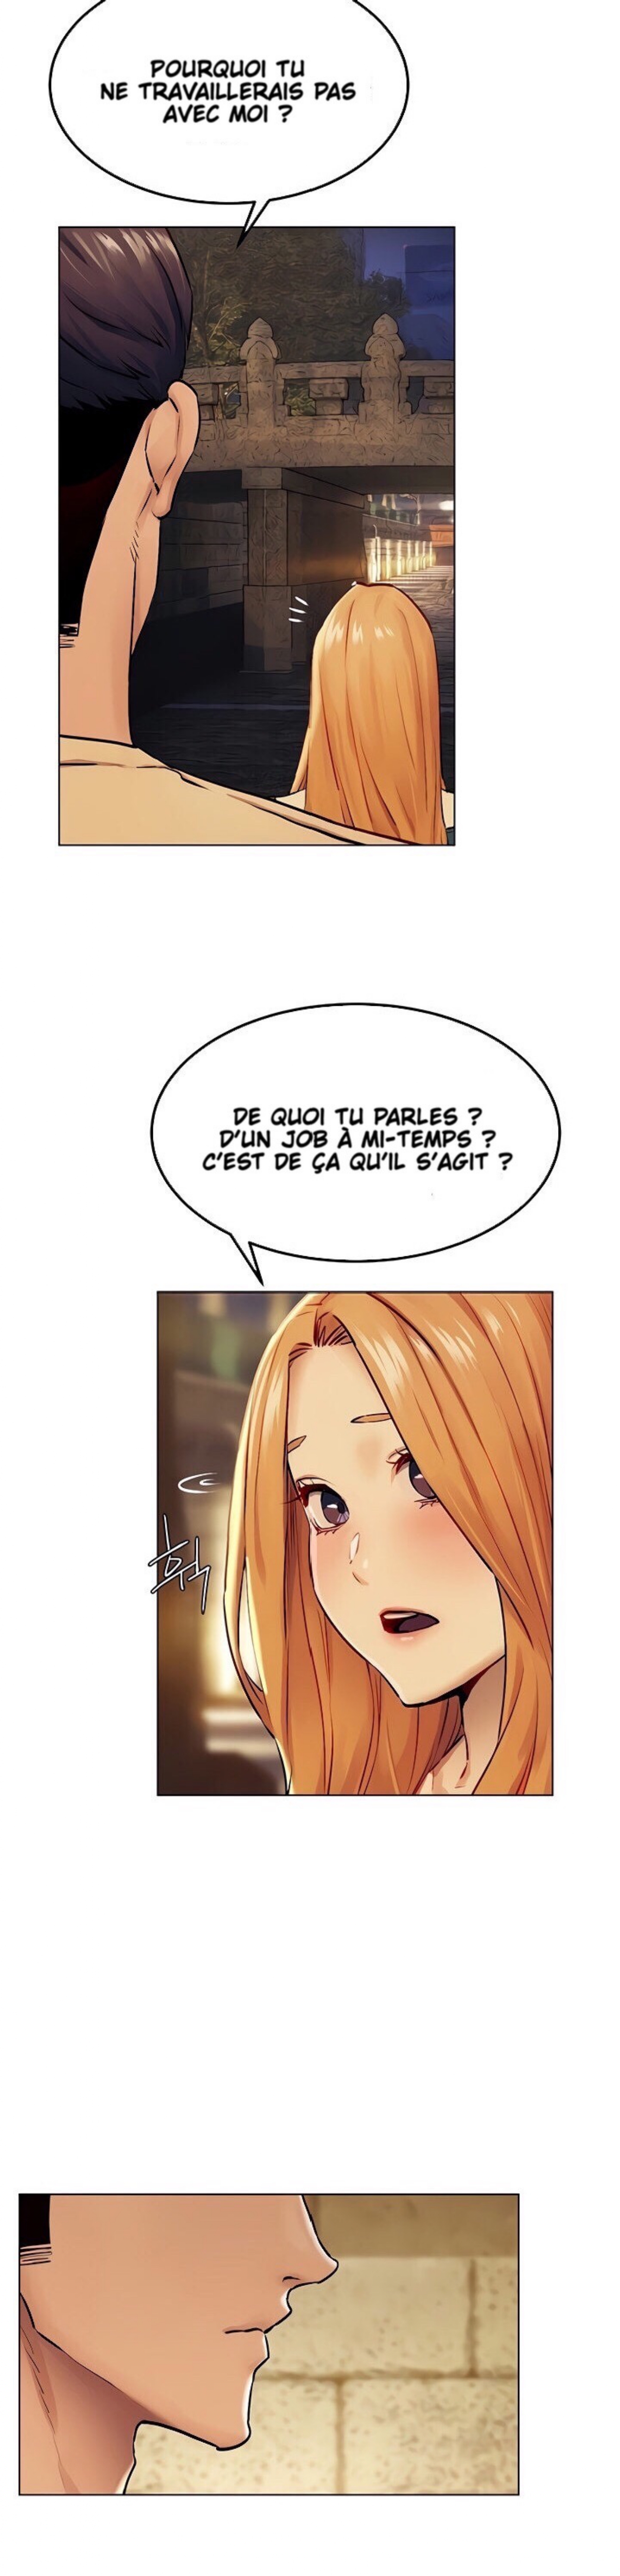 POURQUOI TU
NE TRAVAILLERAIS PAS
AVEC MOI ?
DE QUOI TU PARLES ?
D'UN JOB À MI-TEMPS ?
C'EST DE ÇA QU'IL S'AGIT ?
휙